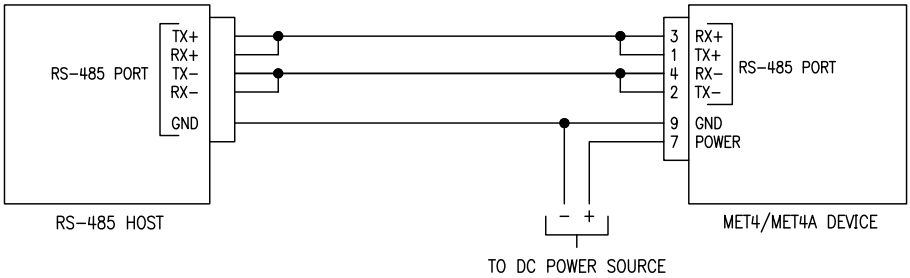 TX+ 3 RX+
RX+ 1 TX+
RS-485 PORT TX- 4 RX- RS-485 PORT
RX- 2 TX-
GND 9 GND
7 POWER
- +
RS-485 HOST MET4/MET4A DEVICE
TO DC POWER SOURCE